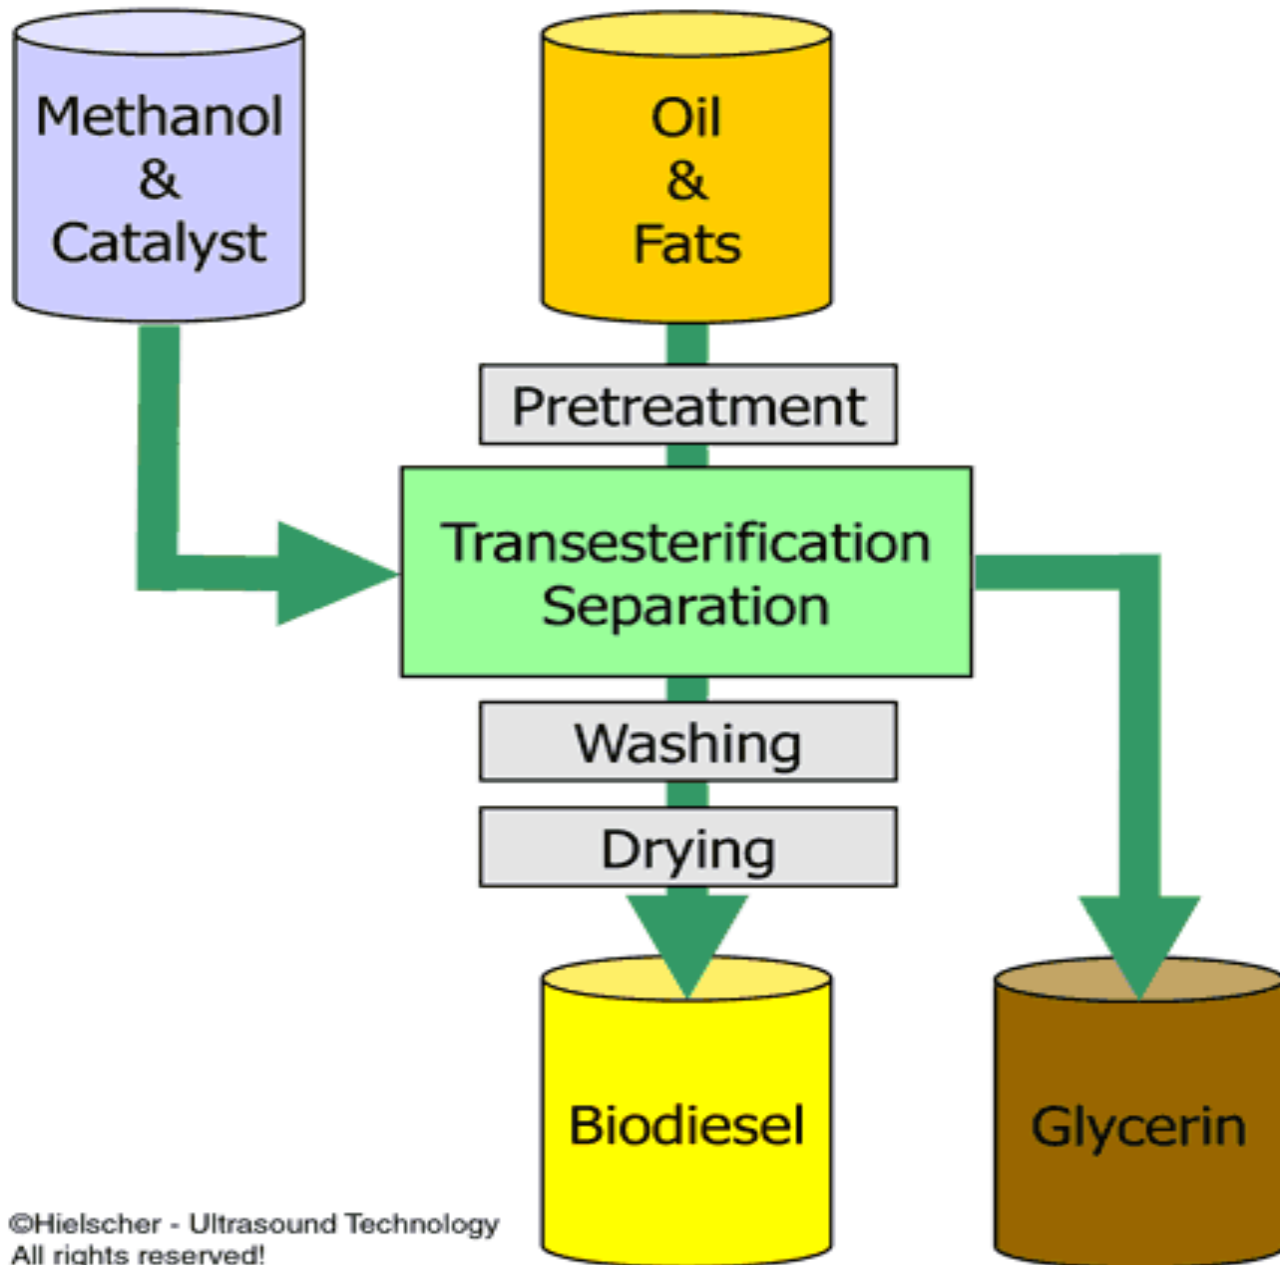 Methanol
&
Catalyst
Oil
&
Fats
Pretreatment
Transesterification
Separation
Washing
Drying
Biodiesel
Glycerin
©Hielscher - Ultrasound Technology
All rights reserved!